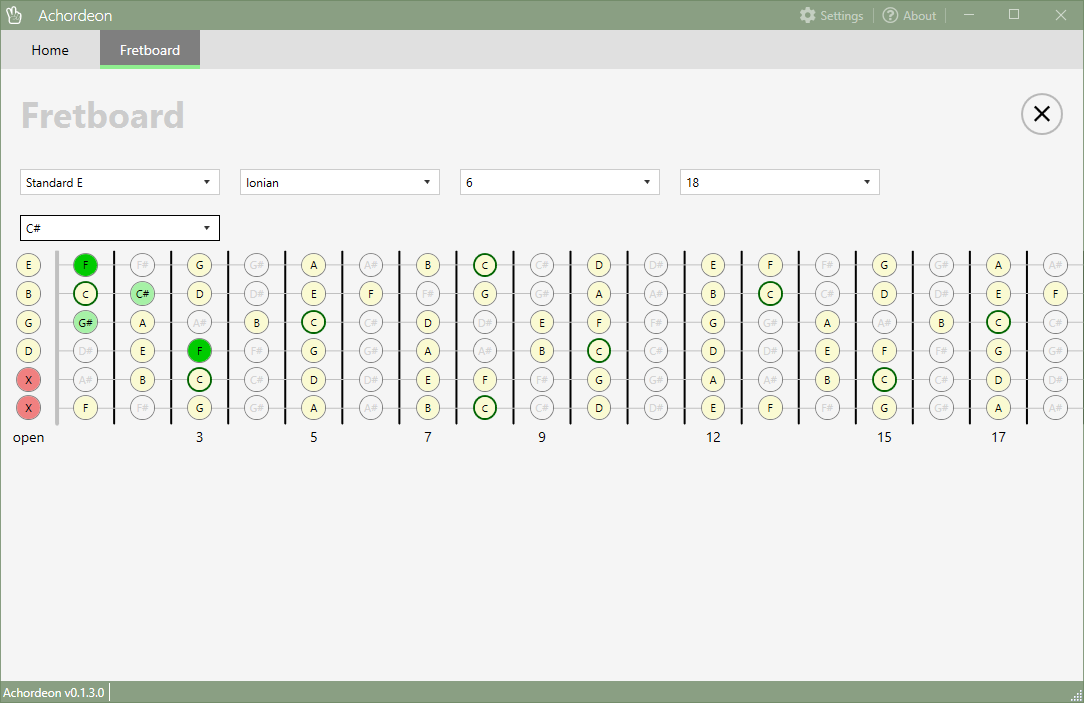 Achordeon
Settings
About
Home
Fretboard
Fretboard
Standard E
Ionian
6
18
C#
E F F# G G# A A# B C C# D D# E F F# G G# A A#
B C C# D D# E F F# G G# A A# B C C# D D# E F
G G# A A# B C C# D D# E F F# G G# A A# B C C#
D D# E F F# G G# A A# B C C# D D# E F F# G G#
X A# B C C# D D# E F F# G G# A A# B C C# D D#
X F F# G G# A A# B C C# D D# E F F# G G# A A#
open 3 5 7 9 12 15 17
Achordeon v0.1.3.0